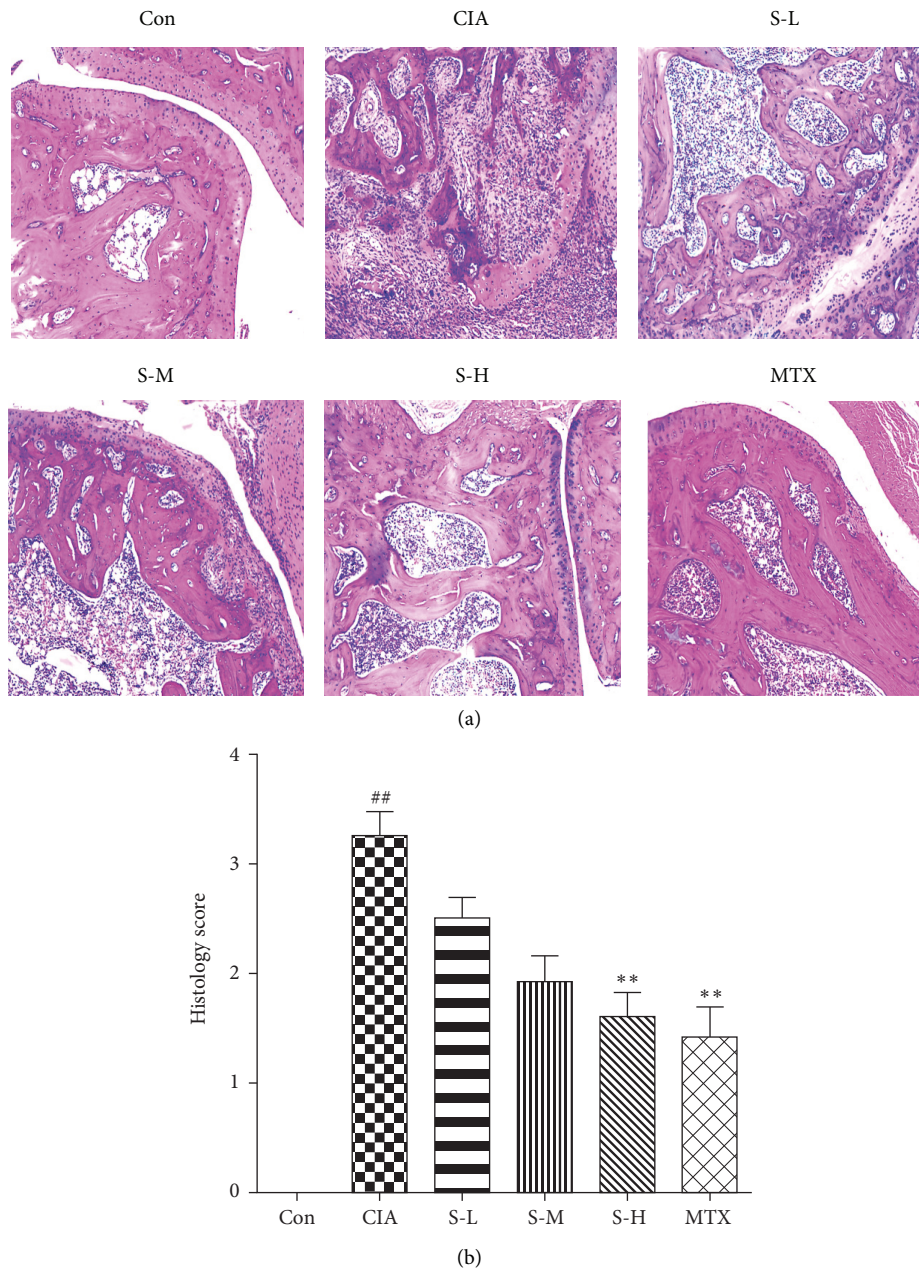 Con CIA S-L
S-M S-H MTX
(a)
4
3
2
1
0
Histology score
##
**
**
Con CIA S-L S-M S-H MTX
(b)